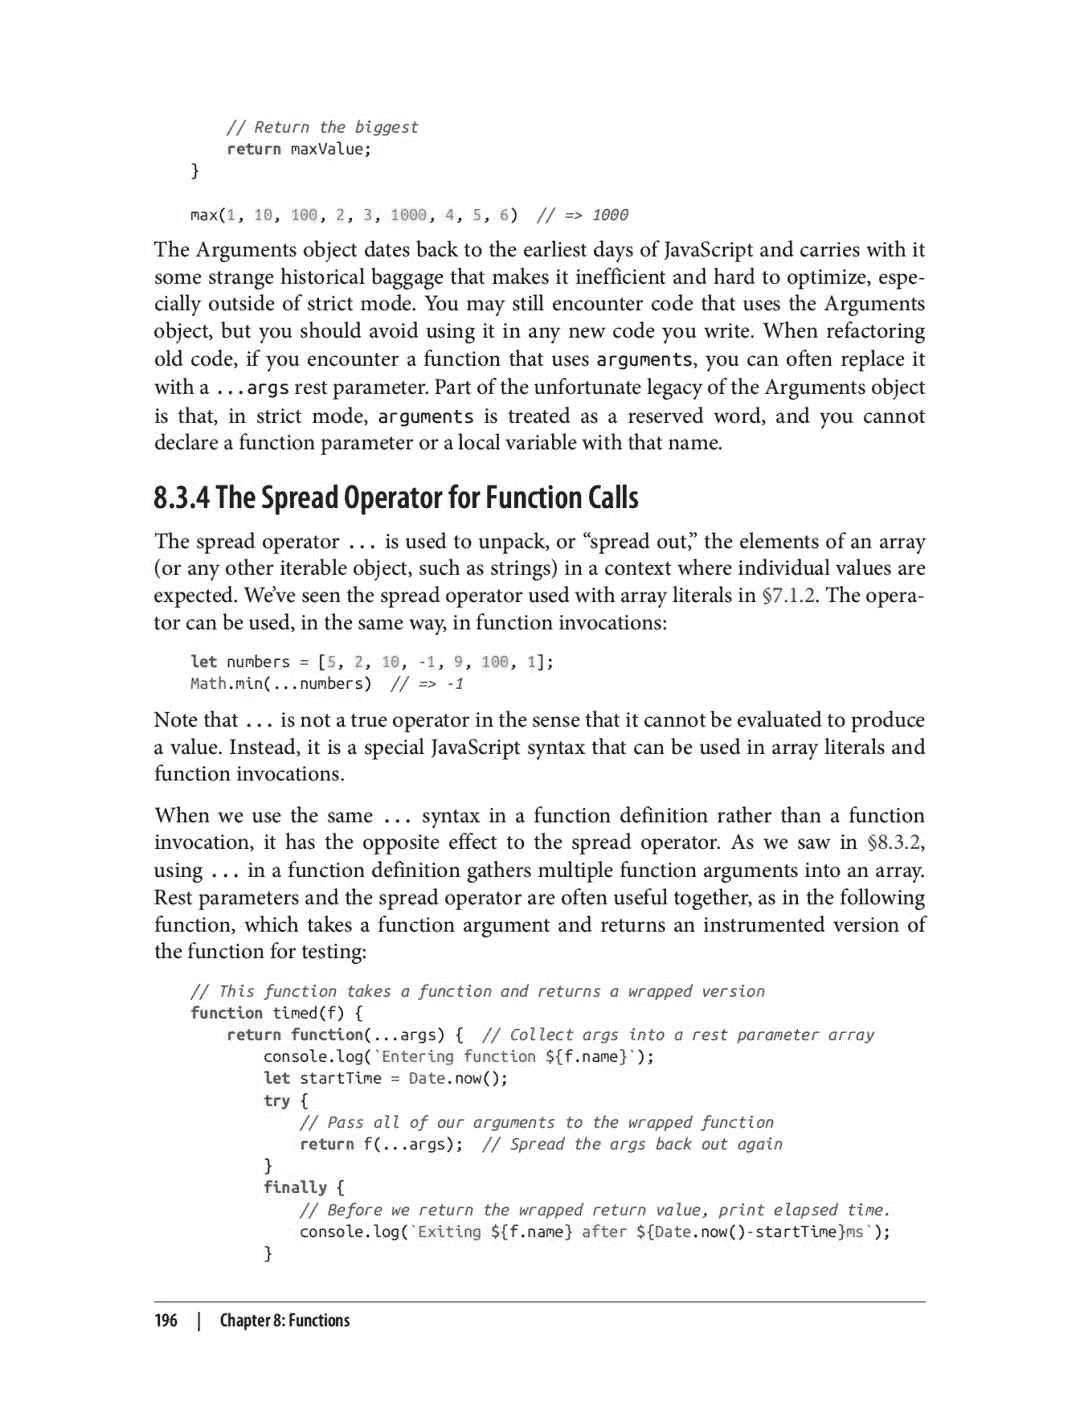 // Return the biggest
return maxValue;
}
max(1, 10, 100, 2, 3, 1000, 4, 5, 6) // => 1000
The Arguments object dates back to the earliest days of JavaScript and carries with it
some strange historical baggage that makes it inefficient and hard to optimize, espe-
cially outside of strict mode. You may still encounter code that uses the Arguments
object, but you should avoid using it in any new code you write. When refactoring
old code, if you encounter a function that uses arguments, you can often replace it
with a ...args rest parameter. Part of the unfortunate legacy of the Arguments object
is that, in strict mode, arguments is treated as a reserved word, and you cannot
declare a function parameter or a local variable with that name.
8.3.4 The Spread Operator for Function Calls
The spread operator ... is used to unpack, or “spread out,” the elements of an array
(or any other iterable object, such as strings) in a context where individual values are
expected. We’ve seen the spread operator used with array literals in §7.1.2. The opera-
tor can be used, in the same way, in function invocations:
let numbers = [5, 2, 10, -1, 9, 100, 1];
Math.min(...numbers) // => -1
Note that ... is not a true operator in the sense that it cannot be evaluated to produce
a value. Instead, it is a special JavaScript syntax that can be used in array literals and
function invocations.
When we use the same ... syntax in a function definition rather than a function
invocation, it has the opposite effect to the spread operator. As we saw in §8.3.2,
using ... in a function definition gathers multiple function arguments into an array.
Rest parameters and the spread operator are often useful together, as in the following
function, which takes a function argument and returns an instrumented version of
the function for testing:
// This function takes a function and returns a wrapped version
function timed(f) {
return function(...args) { // Collect args into a rest parameter array
console.log(`Entering function ${f.name}`);
let startTime = Date.now();
try {
// Pass all of our arguments to the wrapped function
return f(...args); // Spread the args back out again
}
finally {
// Before we return the wrapped return value, print elapsed time.
console.log(`Exiting ${f.name} after ${Date.now()-startTime}ms`);
}
196 | Chapter 8: Functions